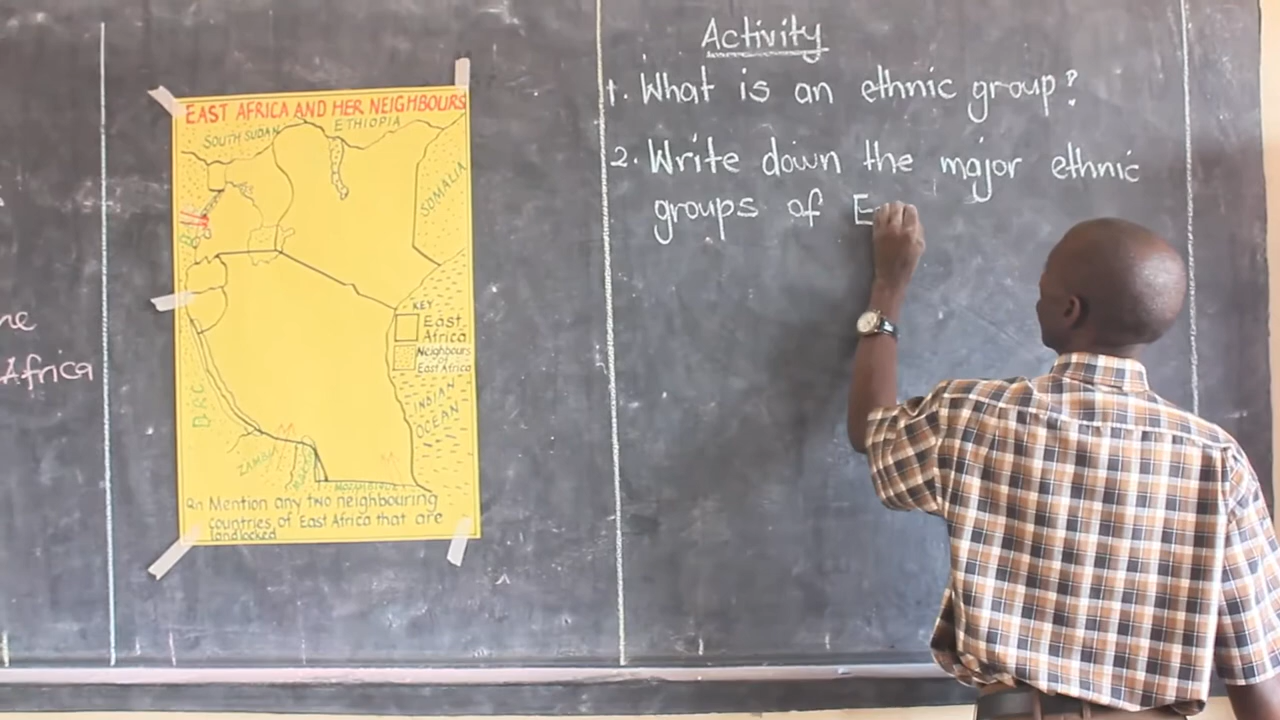 ne
Africa
EAST AFRICA AND HER NEIGHBOURS
SOUTH SUDAN
ETHIOPIA
SOMALIA
KEY
East
Africa
Neighbours
of
East Africa
INDIAN
OCEAN
D.R.C
ZAMBIA
MOZAMBIQUE
Qn Mention any two neighbouring
countries of East Africa that are
landlocked
Activity
1. What is an ethnic group?
2. Write down the major ethnic
groups of E